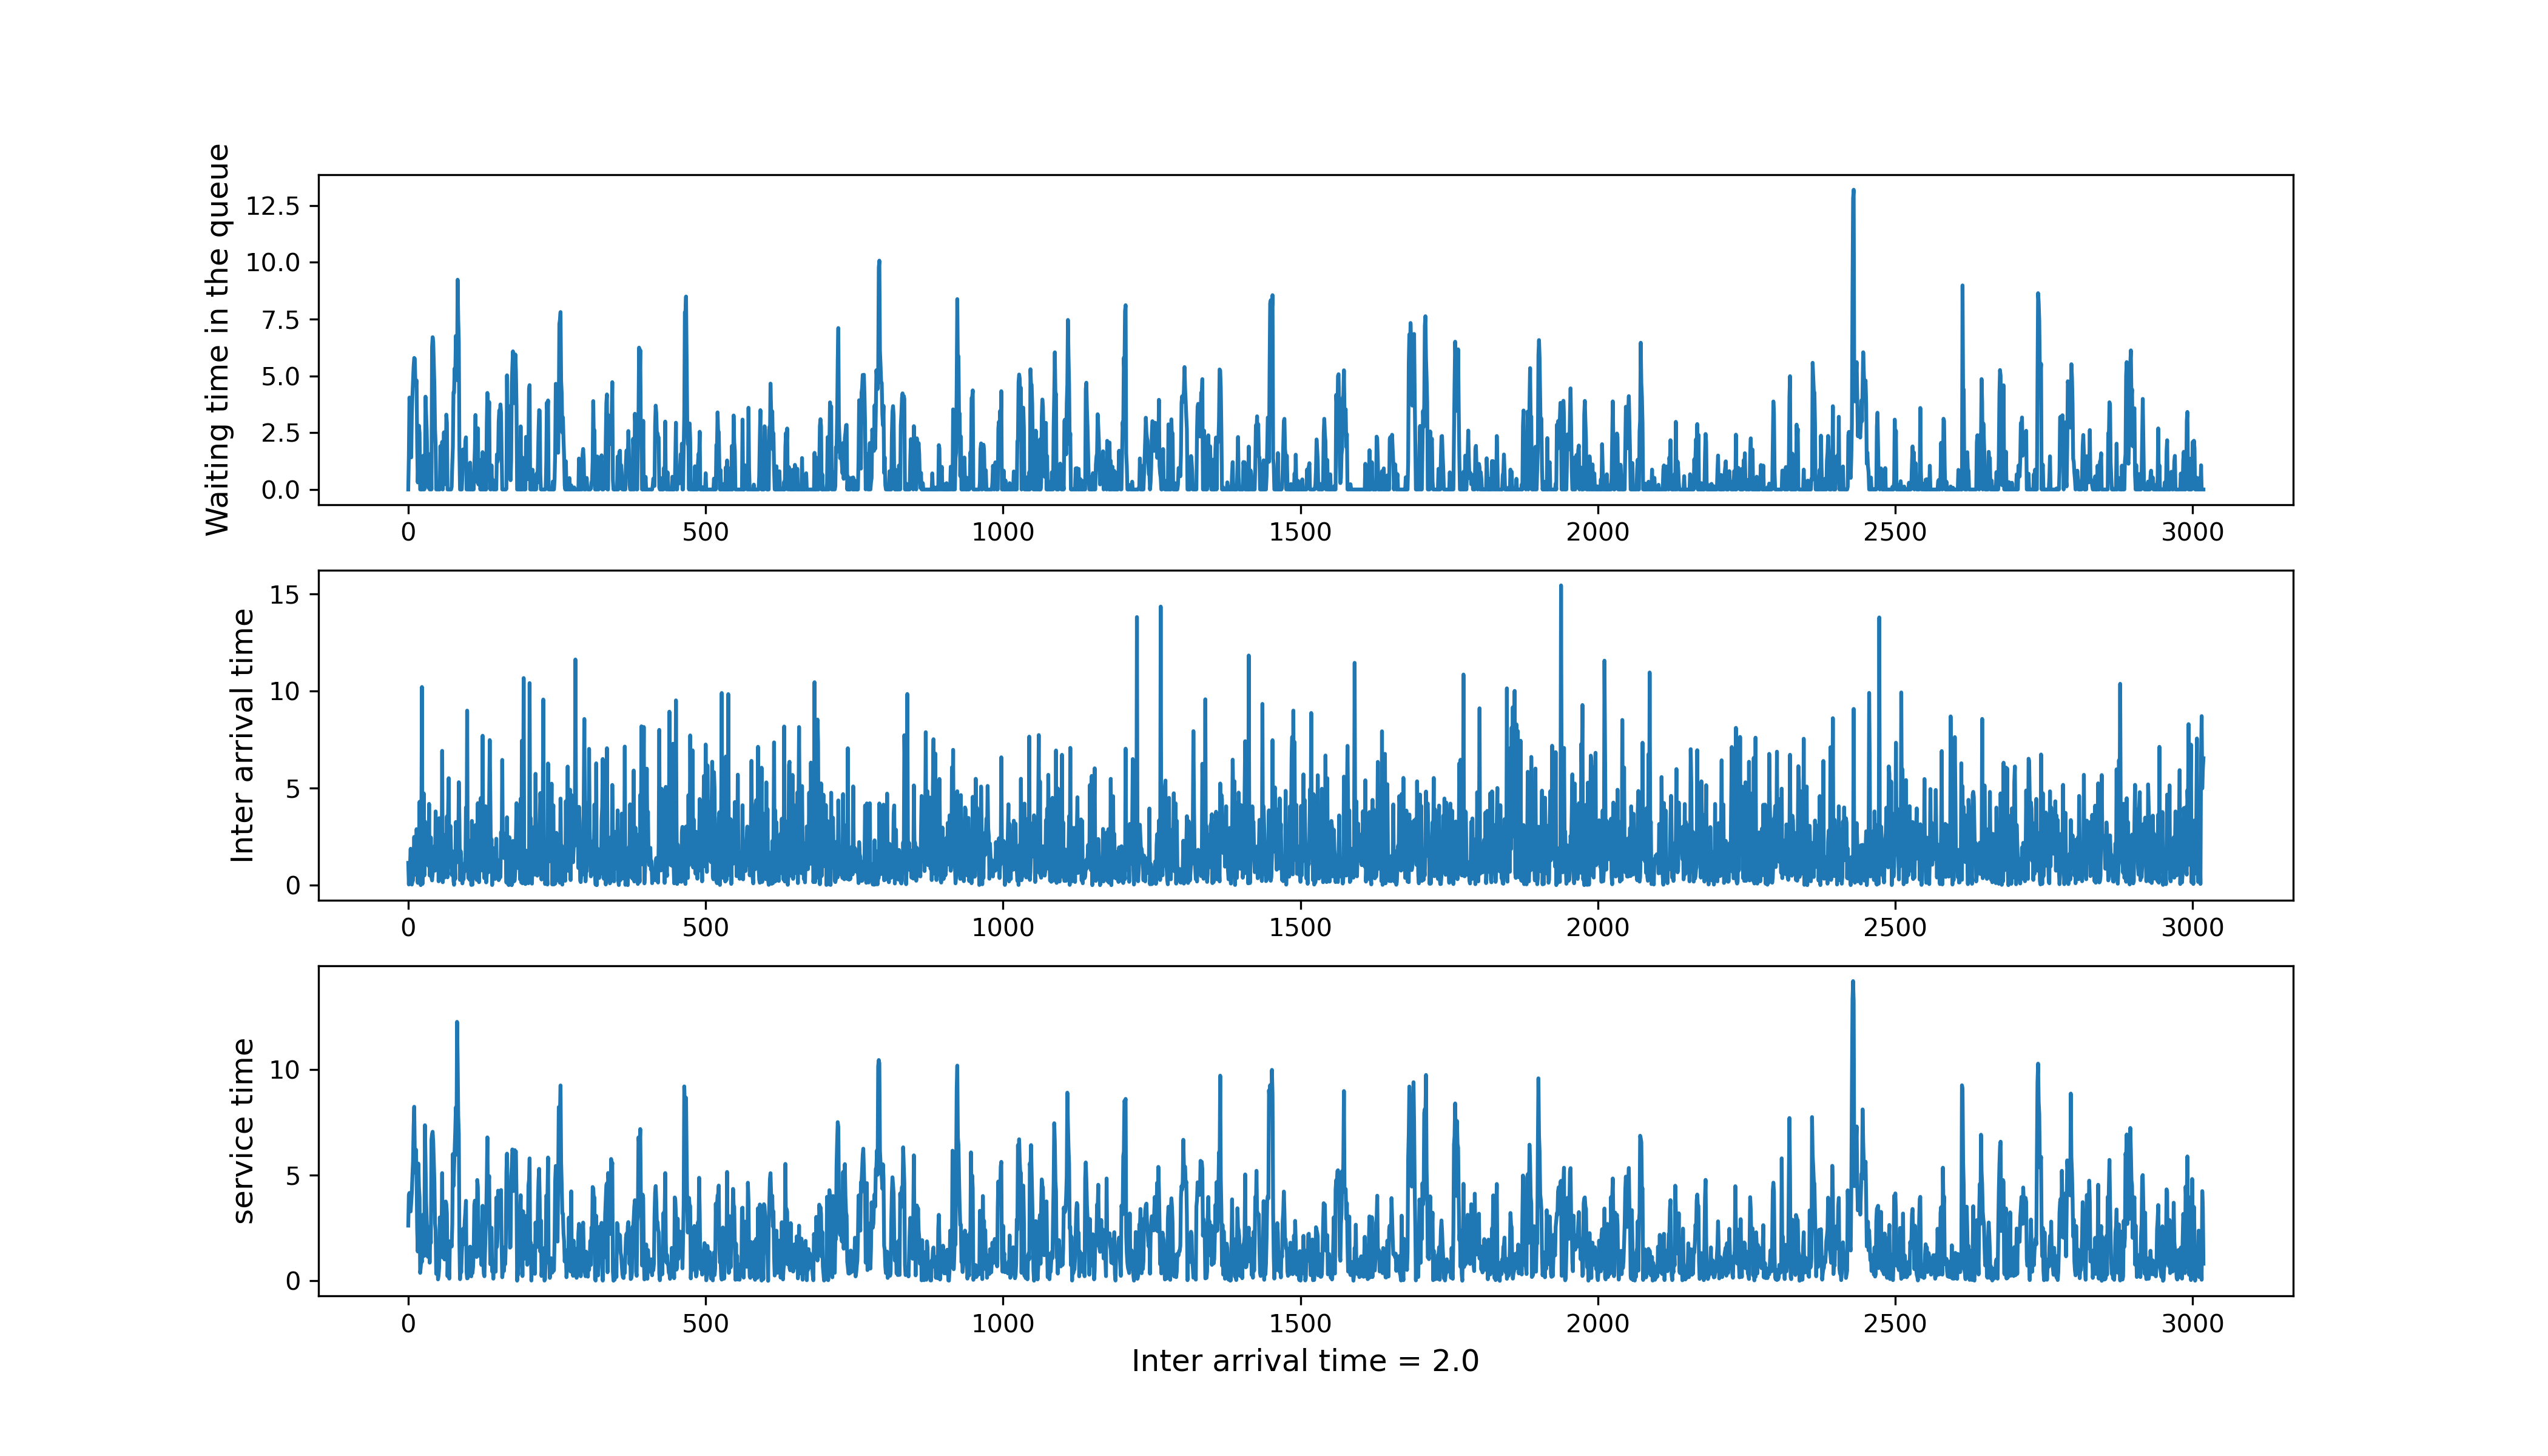 Waiting time in the queue
12.5
10.0
7.5
5.0
2.5
0.0
0 500 1000 1500 2000 2500 3000
Inter arrival time
15
10
5
0
0 500 1000 1500 2000 2500 3000
service time
10
5
0
0 500 1000 1500 2000 2500 3000
Inter arrival time = 2.0